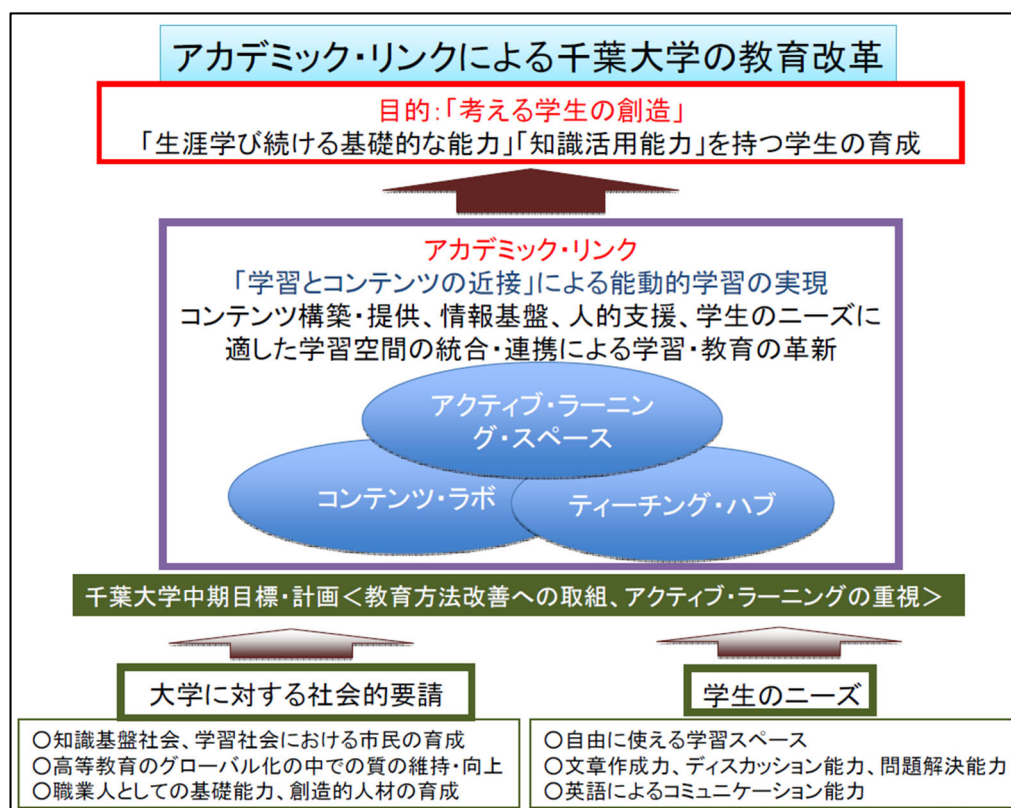 アカデミック・リンクによる千葉大学の教育改革
目的:「考える学生の創造」
「生涯学び続ける基礎的な能力」「知識活用能力」を持つ学生の育成
アカデミック・リンク
「学習とコンテンツの近接」による能動的学習の実現
コンテンツ構築・提供、情報基盤、人的支援、学生のニーズに
適した学習空間の統合・連携による学習・教育の革新
アクティブ・ラーニン
グ・スペース
コンテンツ・ラボ
ティーチング・ハブ
千葉大学中期目標・計画<教育方法改善への取組、アクティブ・ラーニングの重視>
大学に対する社会的要請
○知識基盤社会、学習社会における市民の育成
○高等教育のグローバル化の中での質の維持・向上
○職業人としての基礎能力、創造的人材の育成
学生のニーズ
○自由に使える学習スペース
○文章作成力、ディスカッション能力、問題解決能力
○英語によるコミュニケーション能力